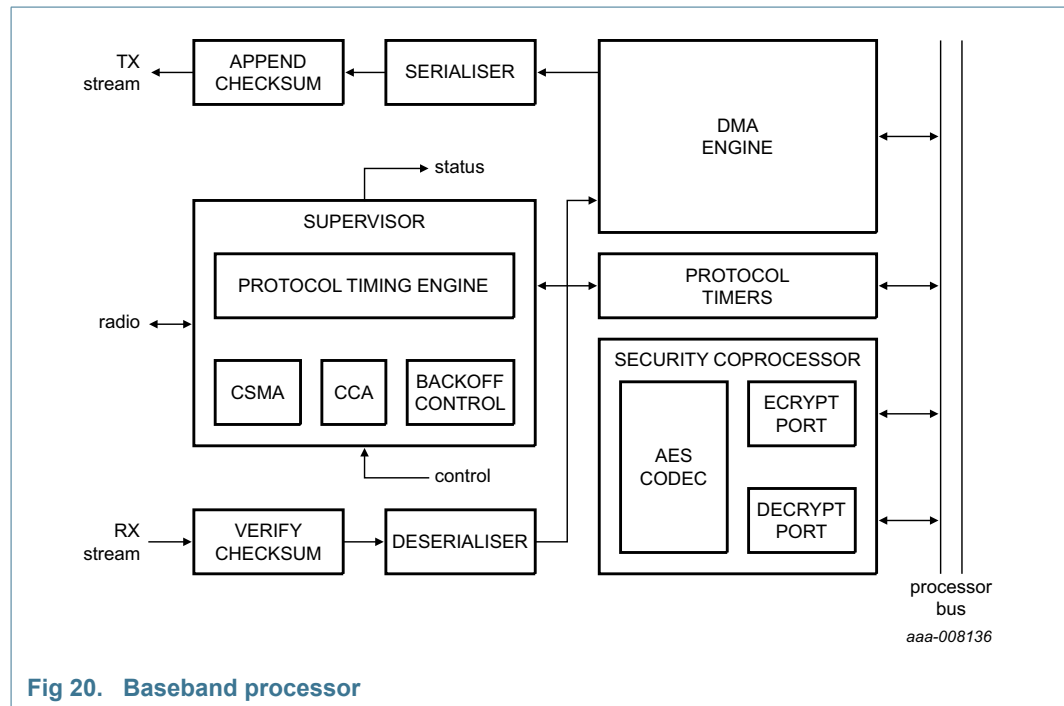 TX
stream
APPEND
CHECKSUM
SERIALISER
DMA
ENGINE
status
SUPERVISOR
PROTOCOL TIMING ENGINE
PROTOCOL
TIMERS
radio
CSMA
CCA
BACKOFF
CONTROL
SECURITY COPROCESSOR
AES
CODEC
ECRYPT
PORT
DECRYPT
PORT
control
RX
stream
VERIFY
CHECKSUM
DESERIALISER
processor
bus
aaa-008136
Fig 20. Baseband processor